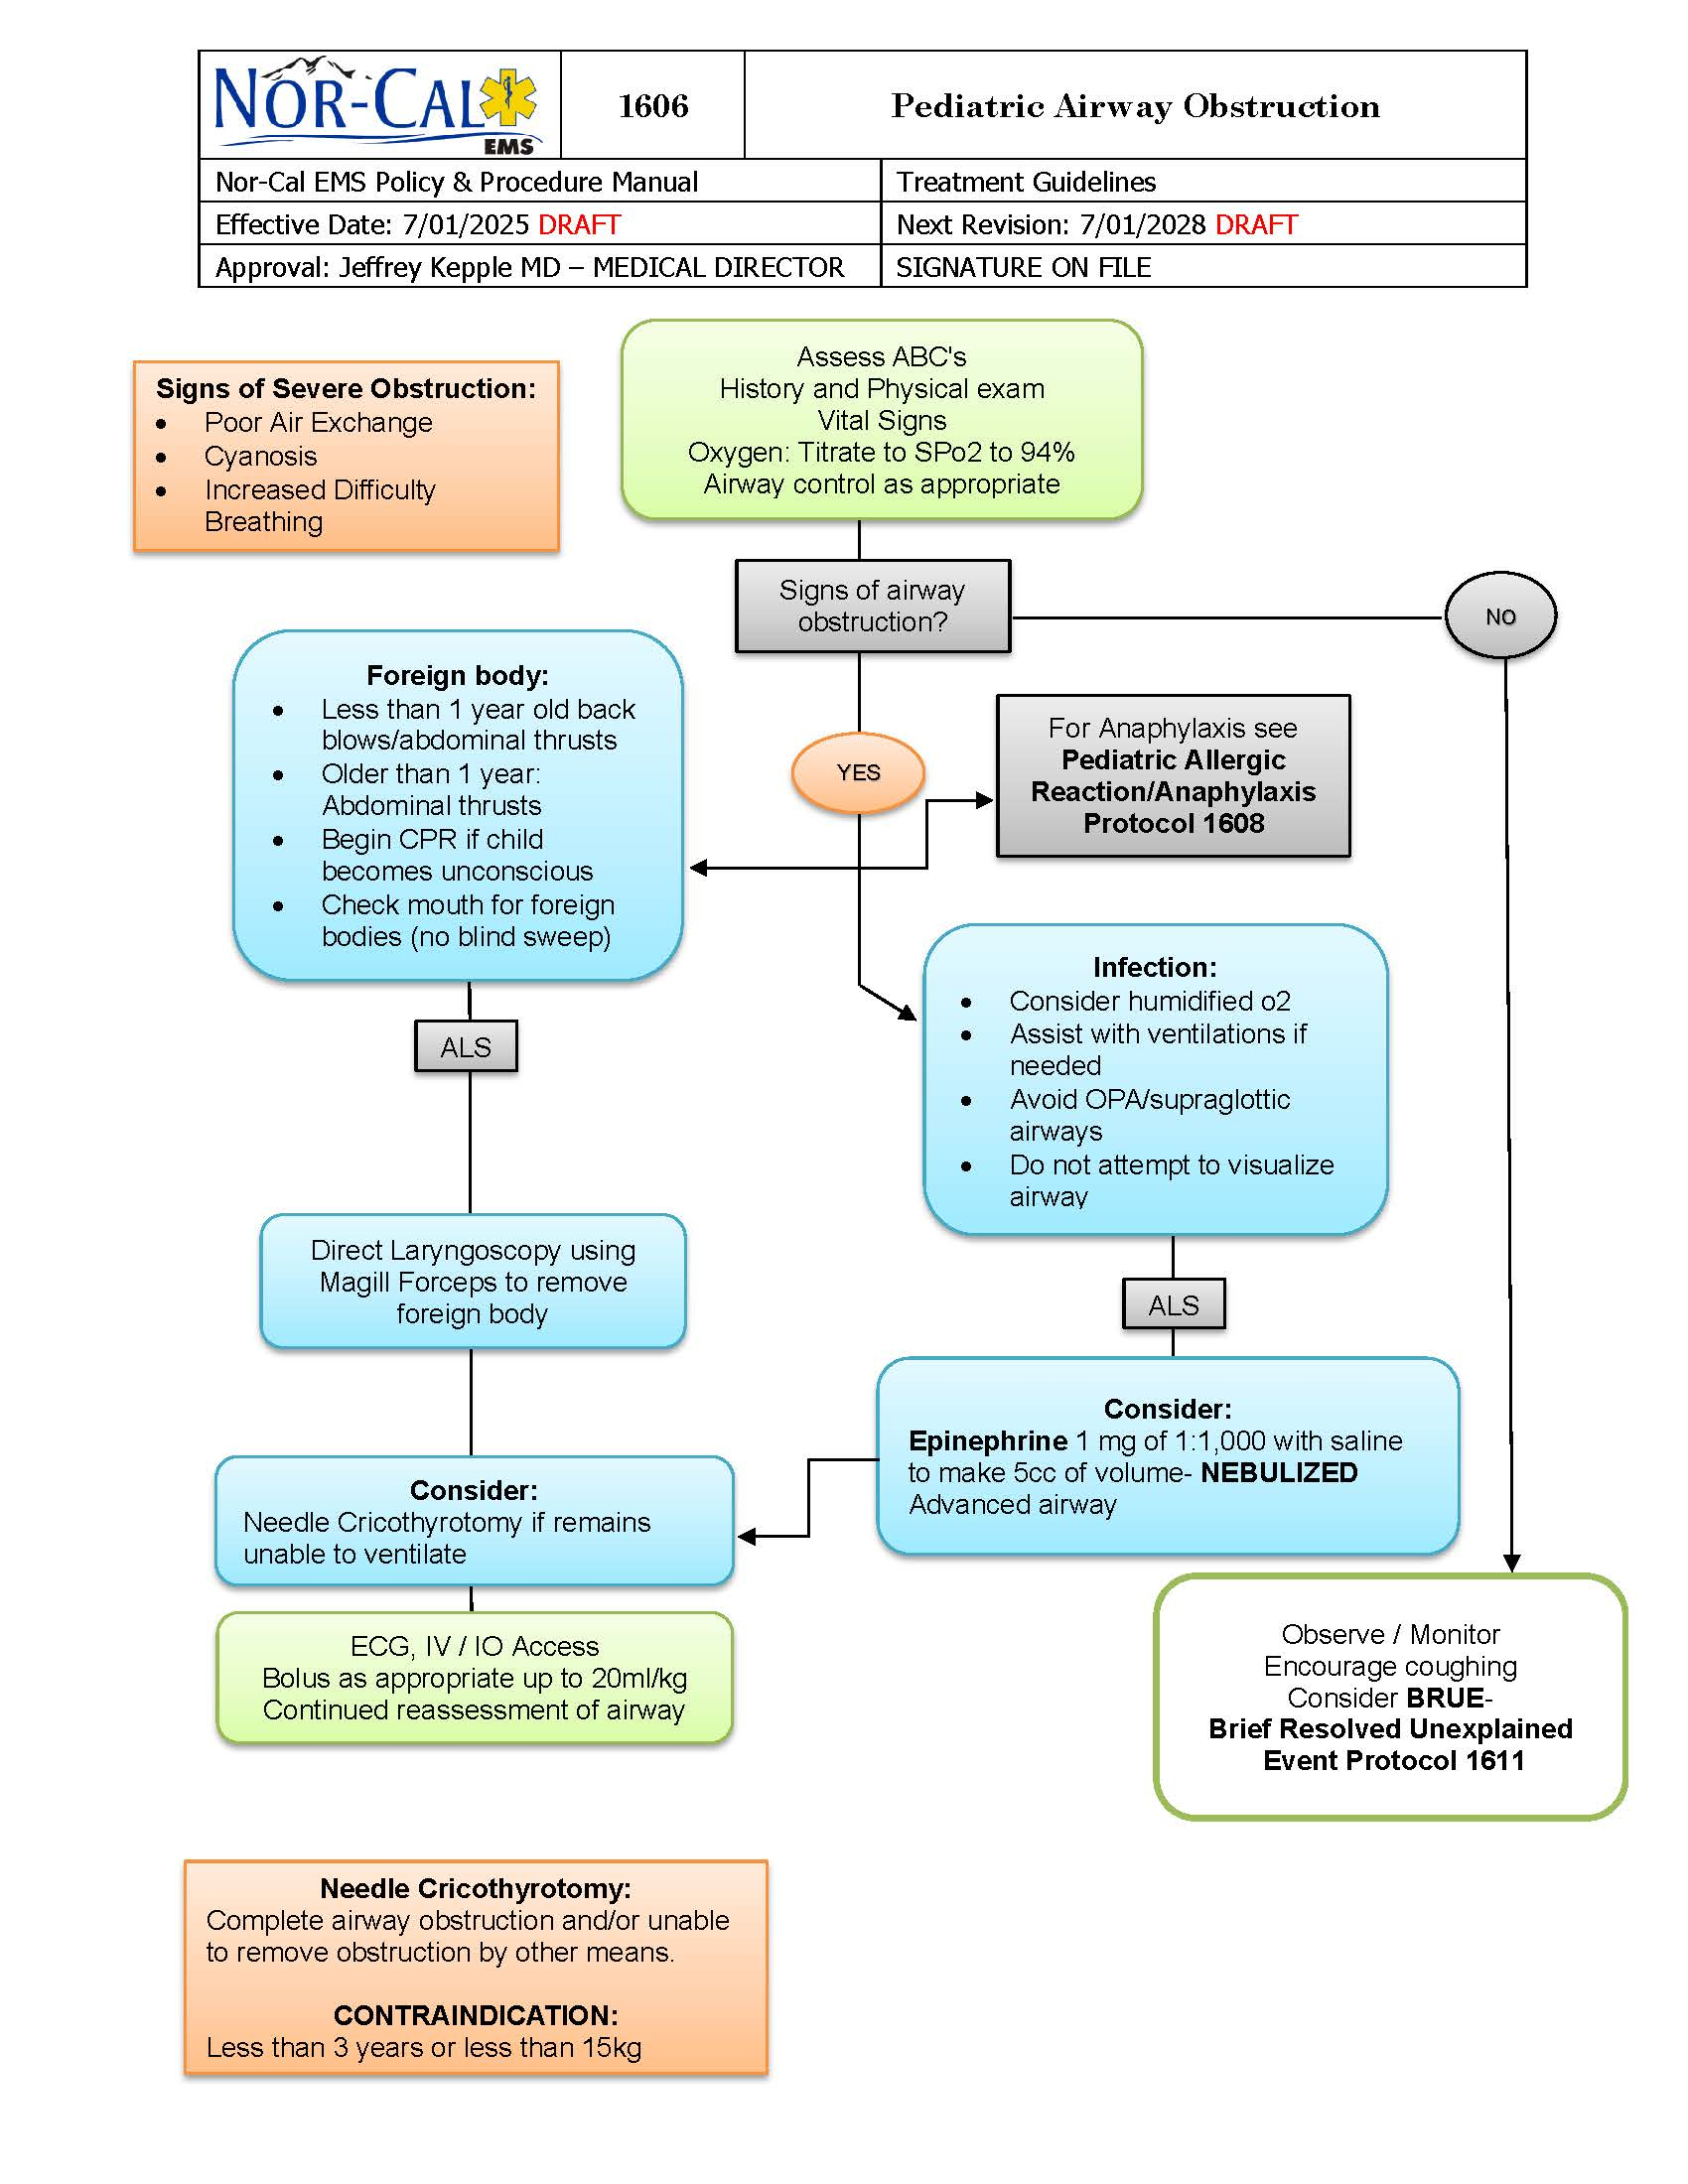 NOR-CAL
EMS
1606
Pediatric Airway Obstruction
Nor-Cal EMS Policy & Procedure Manual
Treatment Guidelines
Effective Date: 7/01/2025 DRAFT
Next Revision: 7/01/2028 DRAFT
Approval: Jeffrey Kepple MD – MEDICAL DIRECTOR
SIGNATURE ON FILE
Signs of Severe Obstruction:
• Poor Air Exchange
• Cyanosis
• Increased Difficulty
Breathing
Assess ABC's
History and Physical exam
Vital Signs
Oxygen: Titrate to SPo2 to 94%
Airway control as appropriate
Signs of airway
obstruction?
NO
YES
Foreign body:
• Less than 1 year old back
blows/abdominal thrusts
• Older than 1 year:
Abdominal thrusts
• Begin CPR if child
becomes unconscious
• Check mouth for foreign
bodies (no blind sweep)
For Anaphylaxis see
Pediatric Allergic
Reaction/Anaphylaxis
Protocol 1608
Infection:
• Consider humidified o2
• Assist with ventilations if
needed
• Avoid OPA/supraglottic
airways
• Do not attempt to visualize
airway
ALS
Direct Laryngoscopy using
Magill Forceps to remove
foreign body
ALS
Consider:
Epinephrine 1 mg of 1:1,000 with saline
to make 5cc of volume- NEBULIZED
Advanced airway
Consider:
Needle Cricothyrotomy if remains
unable to ventilate
ECG, IV / IO Access
Bolus as appropriate up to 20ml/kg
Continued reassessment of airway
Observe / Monitor
Encourage coughing
Consider BRUE-
Brief Resolved Unexplained
Event Protocol 1611
Needle Cricothyrotomy:
Complete airway obstruction and/or unable
to remove obstruction by other means.
CONTRAINDICATION:
Less than 3 years or less than 15kg